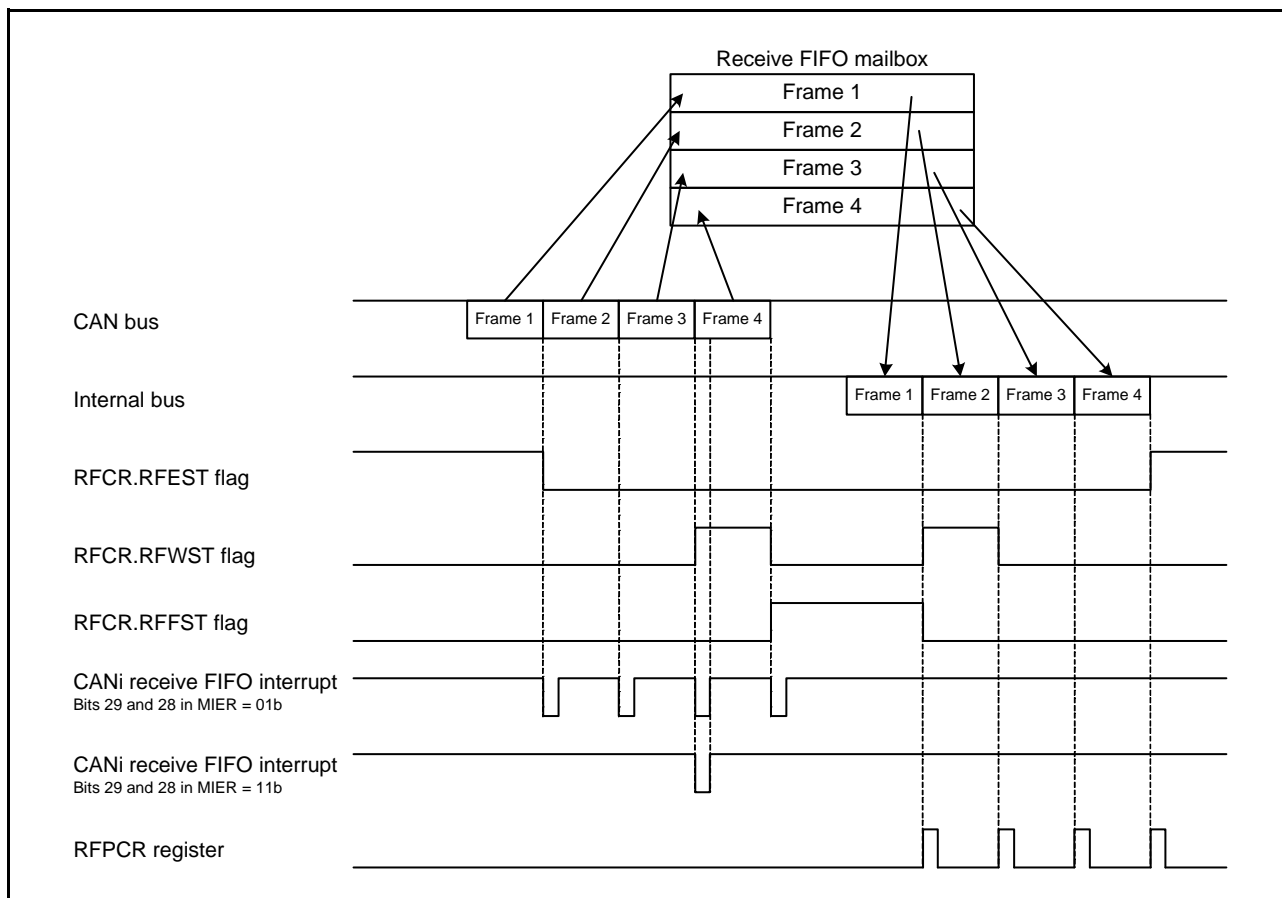 Receive FIFO mailbox
Frame 1
Frame 2
Frame 3
Frame 4
CAN bus
Frame 1 Frame 2 Frame 3 Frame 4
Internal bus
Frame 1 Frame 2 Frame 3 Frame 4
RFCR.RFEST flag
RFCR.RFWST flag
RFCR.RFFST flag
CANi receive FIFO interrupt
Bits 29 and 28 in MIER = 01b
CANi receive FIFO interrupt
Bits 29 and 28 in MIER = 11b
RFPCR register